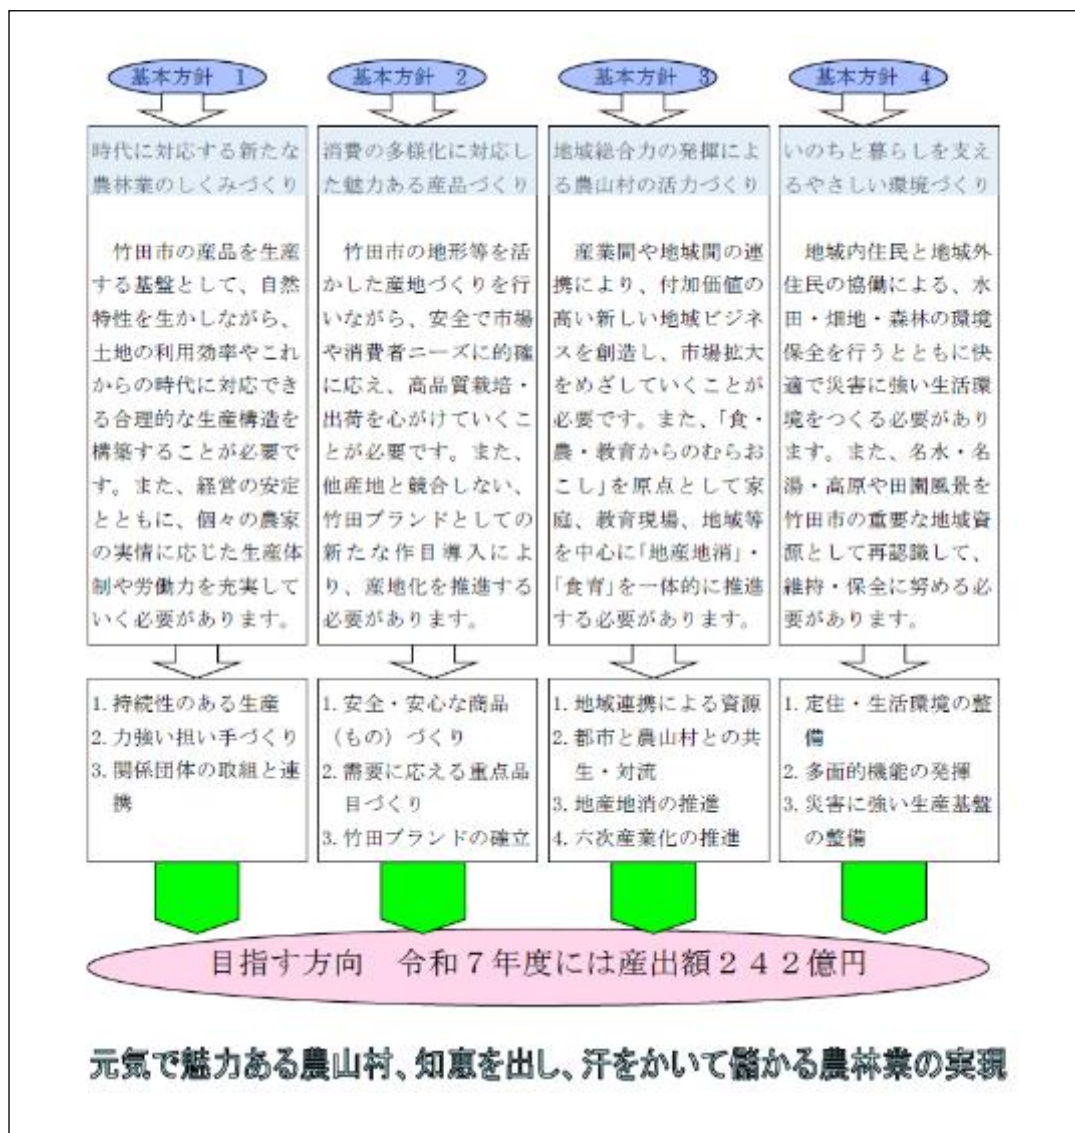 基本方針 1
時代に対応する新たな
農林業のしくみづくり
竹田市の産品を生産
する基盤として、自然
特性を生かしながら、
土地の利用効率やこれ
からの時代に対応でき
る合理的な生産構造を
構築することが必要で
す。また、経営の安定
とともに、個々の農家
の実情に応じた生産体
制や労働力を充実して
いく必要があります。
1. 持続性のある生産
2. 力強い担い手づくり
3. 関係団体の取組と連
携
基本方針 2
消費の多様化に対応し
た魅力ある産品づくり
竹田市の地形等を活
かした産地づくりを行
いながら、安全で市場
や消費者ニーズに的確
に応え、高品質栽培・
出荷を心がけていくこ
とが必要です。また、
他産地と競合しない、
竹田ブランドとしての
新たな作目導入によ
り、産地化を推進する
必要があります。
1. 安全・安心な商品
(もの)づくり
2. 需要に応える重点品
目づくり
3. 竹田ブランドの確立
基本方針 3
地域総合力の発揮によ
る農山村の活力づくり
産業間や地域間の連
携により、付加価値の
高い新しい地域ビジネ
スを創造し、市場拡大
をめざしていくことが
必要です。また、「食・
農・教育からのむらお
こし」を原点として家
庭、教育現場、地域等
を中心に「地産地消」・
「食育」を一体的に推進
する必要があります。
1. 地域連携による資源
2. 都市と農山村との共
生・対流
3. 地産地消の推進
4. 六次産業化の推進
基本方針 4
いのちと暮らしを支え
るやさしい環境づくり
地域内住民と地域外
住民の協働による、水
田・畑地・森林の環境
保全を行うとともに快
適で災害に強い生活環
境をつくる必要があり
ます。また、名水・名
湯・高原や田園風景を
竹田市の重要な地域資
源として再認識して、
維持・保全に努める必
要があります。
1. 定住・生活環境の整
備
2. 多面的機能の発揮
3. 災害に強い生産基盤
の整備
目指す方向 令和7年度には産出額242億円
元気で魅力ある農山村、知恵を出し、汗をかいて儲かる農林業の実現